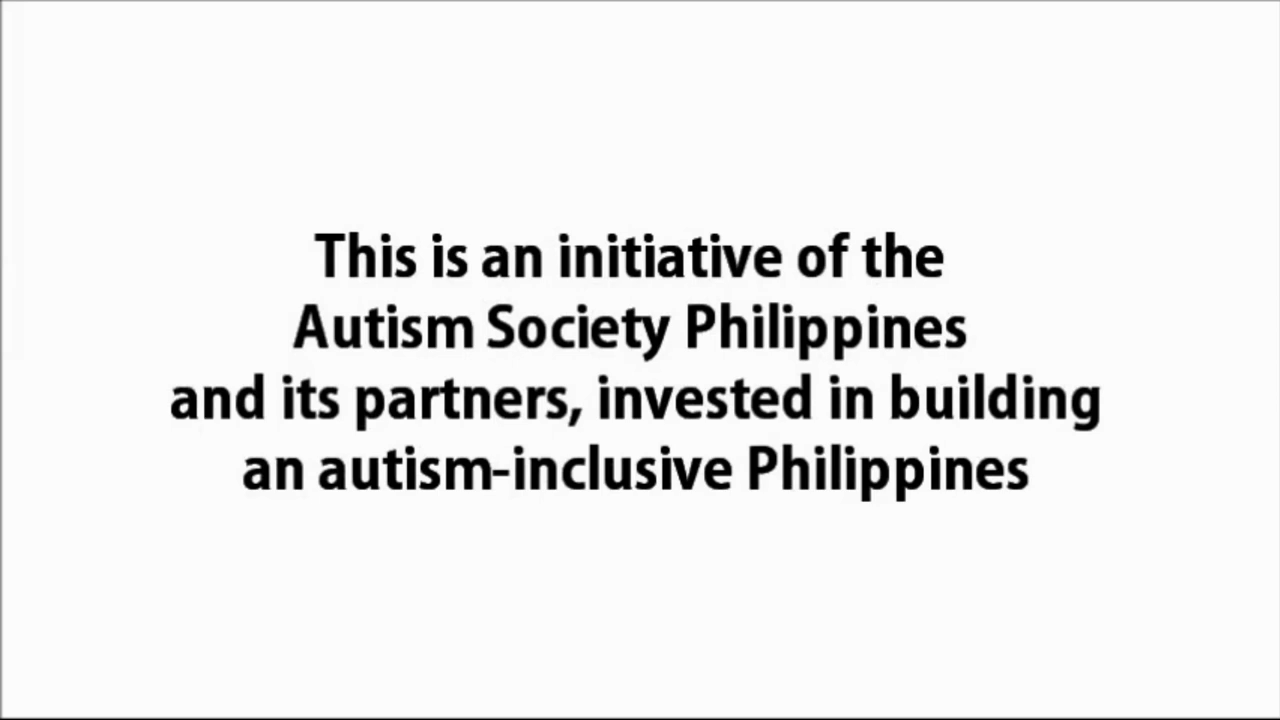 This is an initiative of the
Autism Society Philippines
and its partners, invested in building
an autism-inclusive Philippines